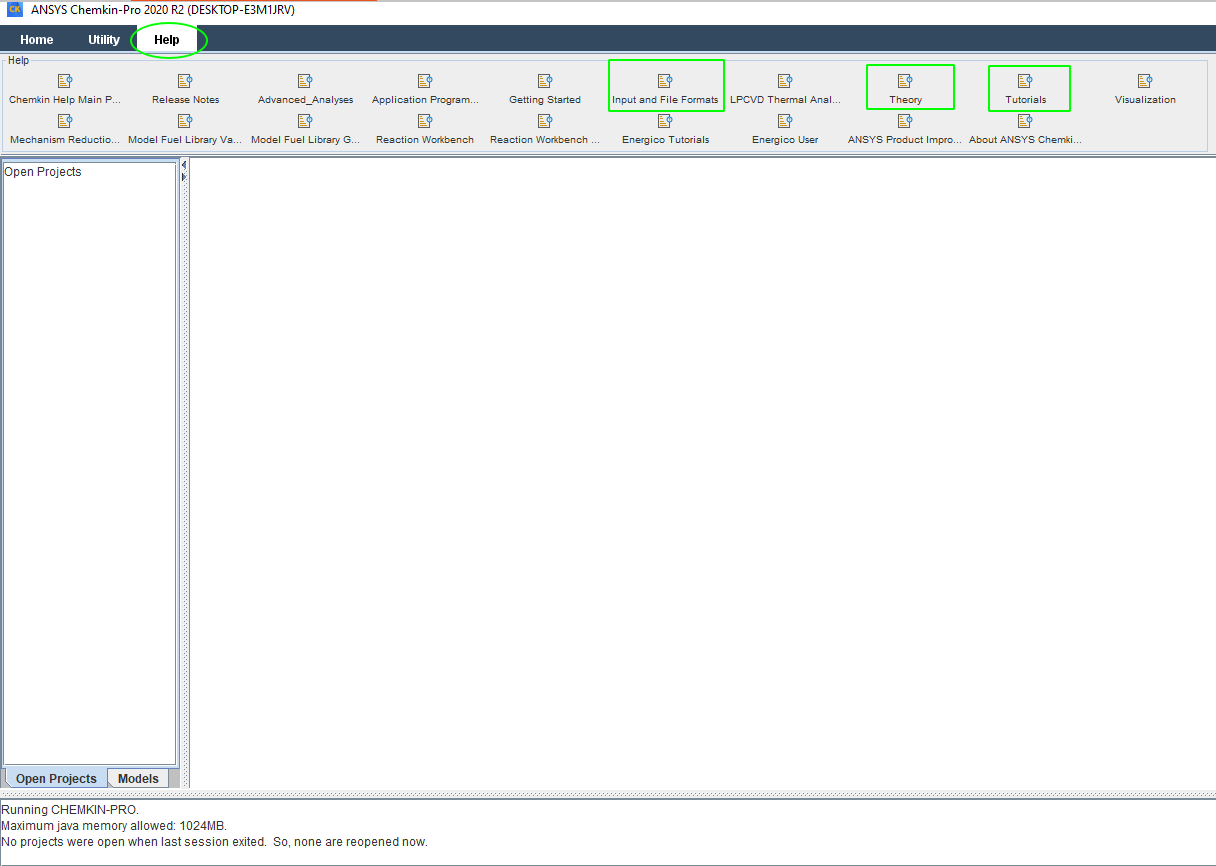 CK ANSYS Chemkin-Pro 2020 R2 (DESKTOP-E3M1JRV)
Home Utility Help
Help
Chemkin Help Main P... Release Notes Advanced_Analyses Application Program... Getting Started Input and File Formats LPCVD Thermal Anal... Theory Tutorials Visualization
Mechanism Reductio... Model Fuel Library Va... Model Fuel Library G... Reaction Workbench Reaction Workbench ... Energico Tutorials Energico User ANSYS Product Impro... About ANSYS Chemki...
Open Projects
Open Projects Models
Running CHEMKIN-PRO.
Maximum java memory allowed: 1024MB.
No projects were open when last session exited. So, none are reopened now.